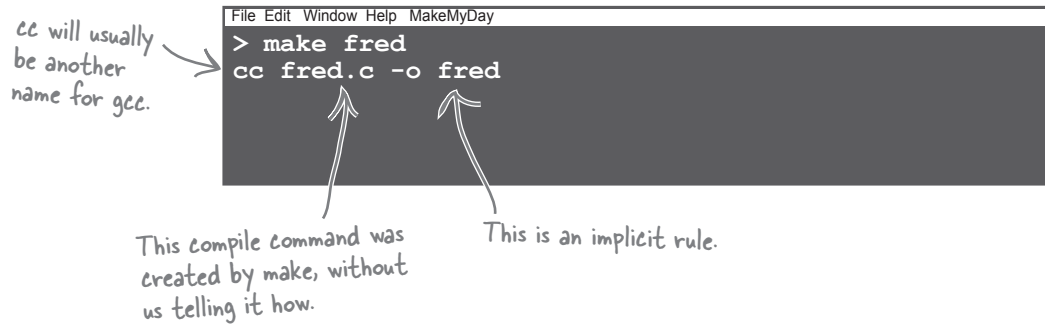 File Edit Window Help MakeMyDay
> make fred
cc fred.c -o fred
cc will usually
be another
name for gcc.
This compile command was
created by make, without
us telling it how.
This is an implicit rule.